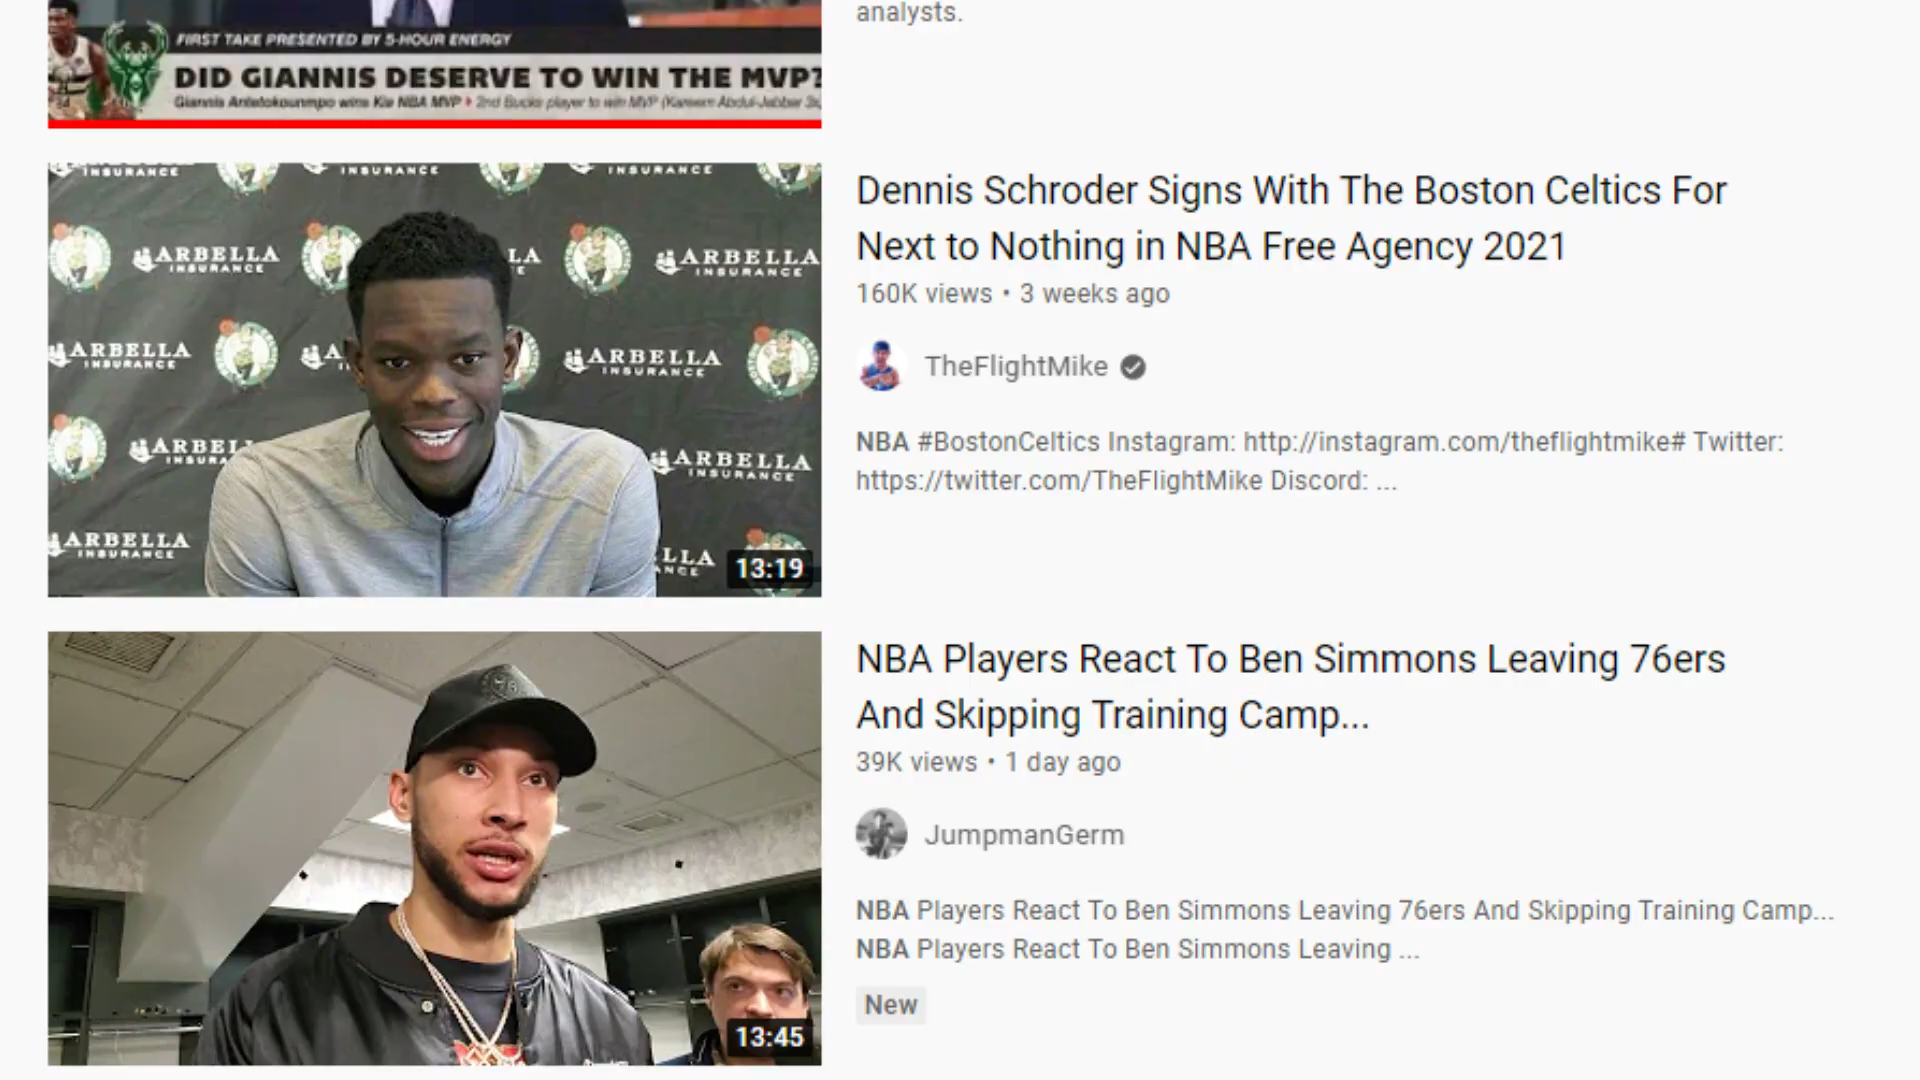 analysts.
FIRST TAKE PRESENTED BY 5-HOUR ENERGY
DID GIANNIS DESERVE TO WIN THE MVP?
Giannis Antetokounmpo wins Kia NBA MVP 2nd Bucks player to win MVP (Kareem Abdul-Jabbar 3x,
ARBELLA
INSURANCE
13:19
Dennis Schroder Signs With The Boston Celtics For
Next to Nothing in NBA Free Agency 2021
160K views • 3 weeks ago
TheFlightMike
NBA #BostonCeltics Instagram: http://instagram.com/theflightmike# Twitter:
https://twitter.com/TheFlightMike Discord: ...
13:45
NBA Players React To Ben Simmons Leaving 76ers
And Skipping Training Camp...
39K views • 1 day ago
JumpmanGerm
NBA Players React To Ben Simmons Leaving 76ers And Skipping Training Camp...
NBA Players React To Ben Simmons Leaving ...
New